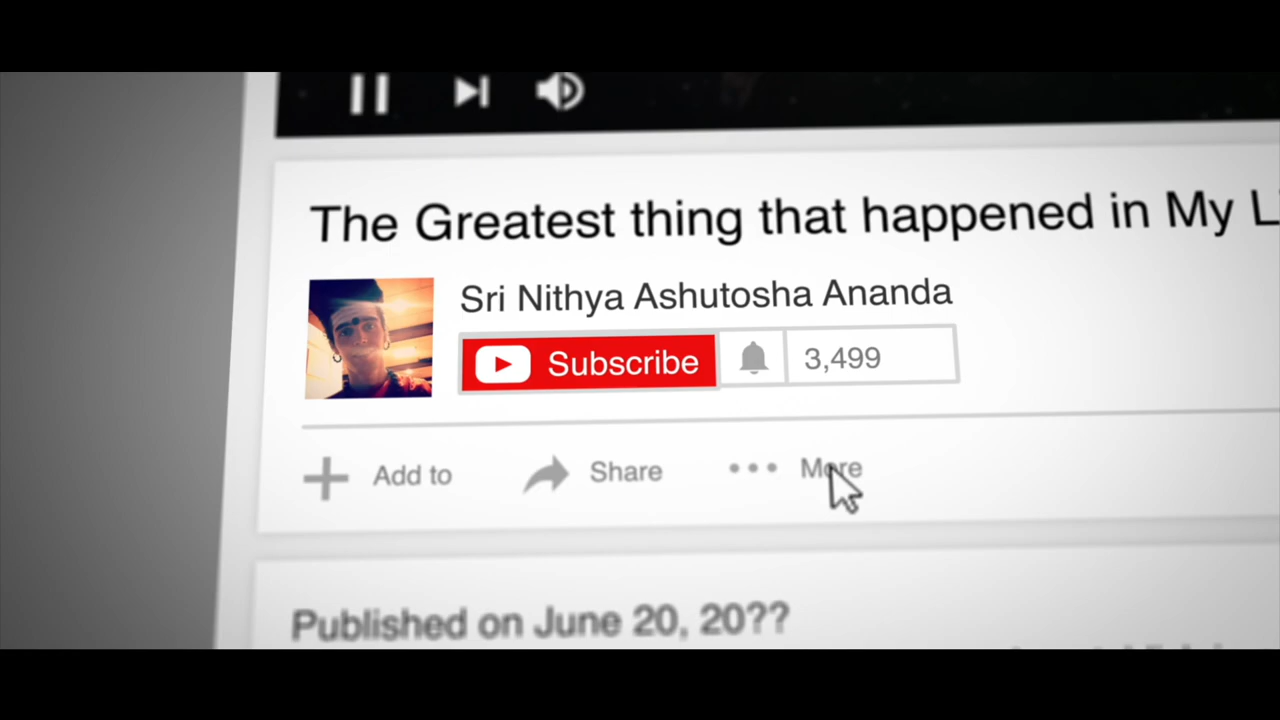 The Greatest thing that happened in My
Sri Nithya Ashutosha Ananda
Subscribe 3,499
Add to Share More
Published on June 20, 20??